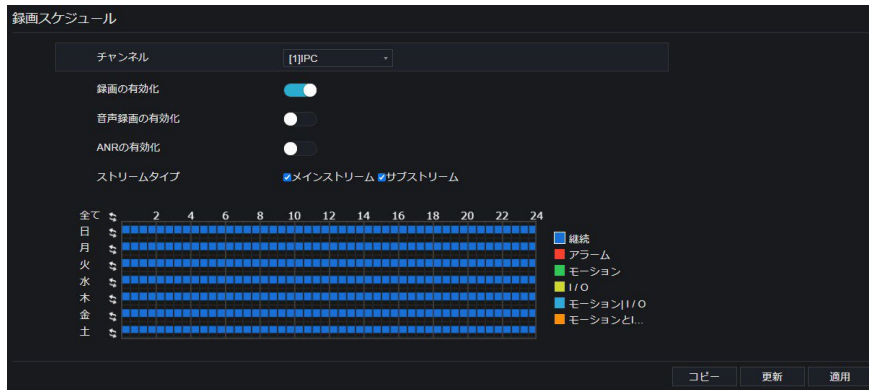 録画スケジュール
チャンネル [1]IPC
録画の有効化
音声録画の有効化
ANRの有効化
ストリームタイプ メインストリーム サブストリーム
全て 2 4 6 8 10 12 14 16 18 20 22 24
日
月
火
水
木
金
土
継続
アラーム
モーション
I / O
モーション| I / O
モーションとI...
コピー 更新 適用